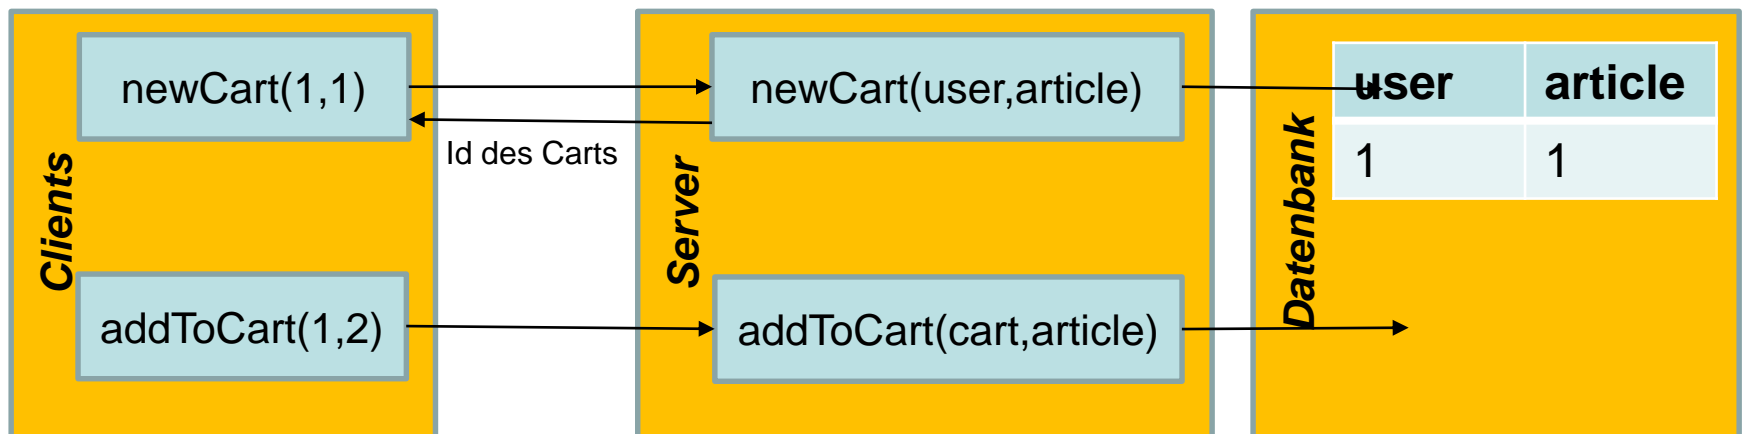 Clients
newCart(1,1)
Id des Carts
addToCart(1,2)
Server
newCart(user,article)
addToCart(cart,article)
Datenbank
user article
1 1